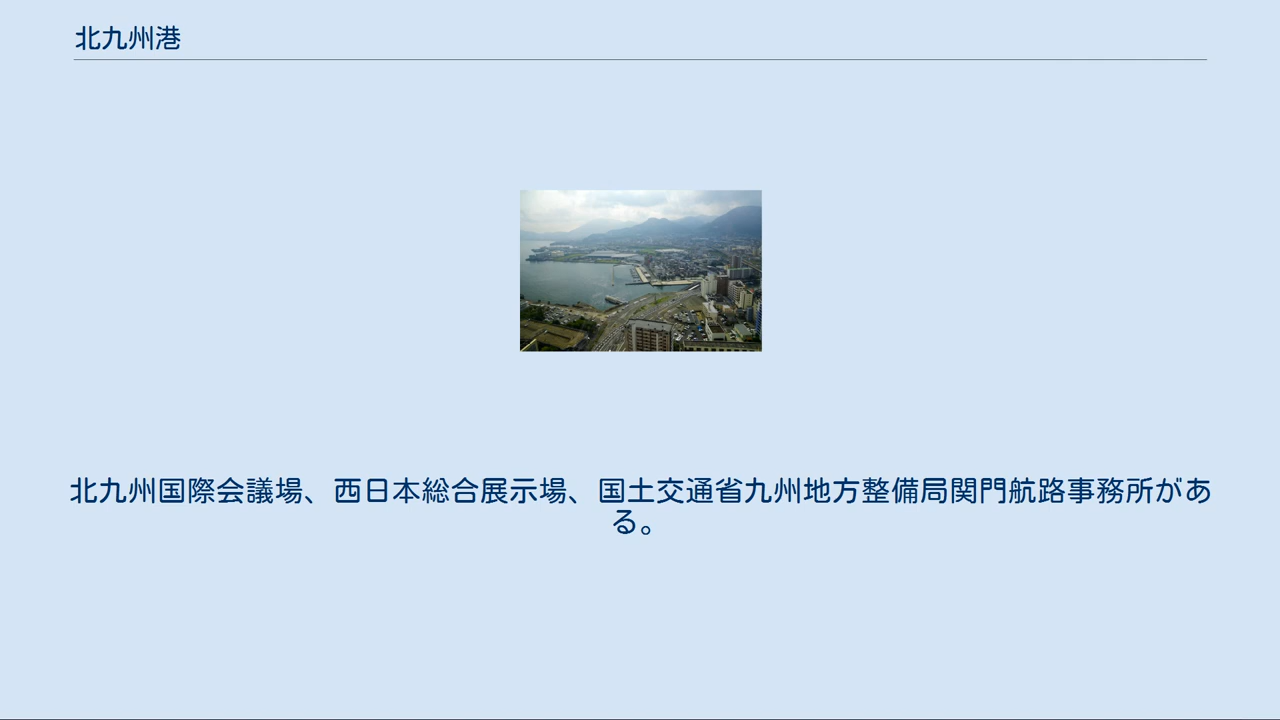 北九州港
北九州国際会議場、西日本総合展示場、国土交通省九州地方整備局関門航路事務所があ
る。